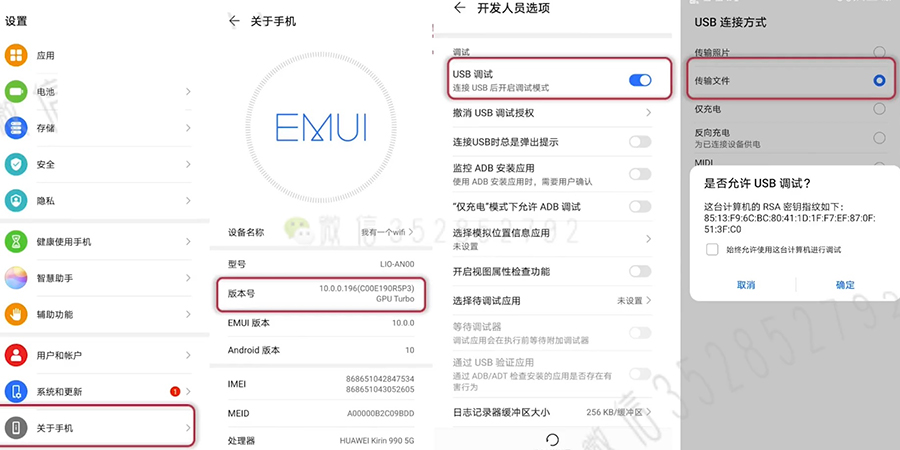 设置
应用
电池
存储
安全
隐私
健康使用手机
智慧助手
辅助功能
用户和帐户
系统和更新
1
关于手机
关于手机
EMUI
设备名称
我有一个wifi
型号
LIO-AN00
版本号
10.0.0.196(C00E190R5P3)
GPU Turbo
EMUI 版本
10.0.0
Android 版本
10
IMEI
868651042847534
868651043052605
MEID
A00000B2C09BDD
处理器
HUAWEI Kirin 990 5G
开发人员选项
调试
USB 调试
连接 USB 后开启调试模式
撤消 USB 调试授权
连接USB时总是弹出提示
监控 ADB 安装应用
使用 ADB 安装应用时，需要用户确认
“仅充电”模式下允许 ADB 调试
选择模拟位置信息应用
未设置
开启视图属性检查功能
选择待调试应用
未设置
等待调试器
调试应用会在执行前等待附加调试器
通过 USB 验证应用
通过 ADB/ADT 检查安装的应用是否存在有
害行为
日志记录器缓冲区大小
256 KB/缓冲区
USB 连接方式
传输照片
传输文件
仅充电
反向充电
为已连接设备供电
MIDI
是否允许 USB 调试？
这台计算机的 RSA 密钥指纹如下：
85:13:F9:6C:BC:80:41:1D:1F:F7:EF:87:0F:
51:3F:C0
始终允许使用这台计算机进行调试
取消
确定
微信352852792
微信352852792